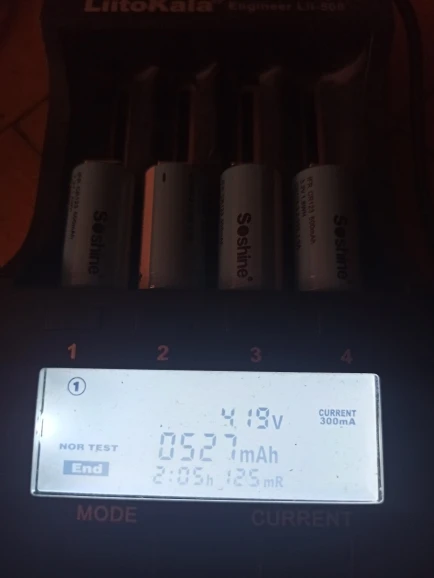 LiitoKala Engineer Lii-500
Soshine
Soshine
Soshine
1 2 3 4
1
4.19V
CURRENT
300mA
NOR TEST
0527mAh
End
2:05h 125mR
MODE CURRENT